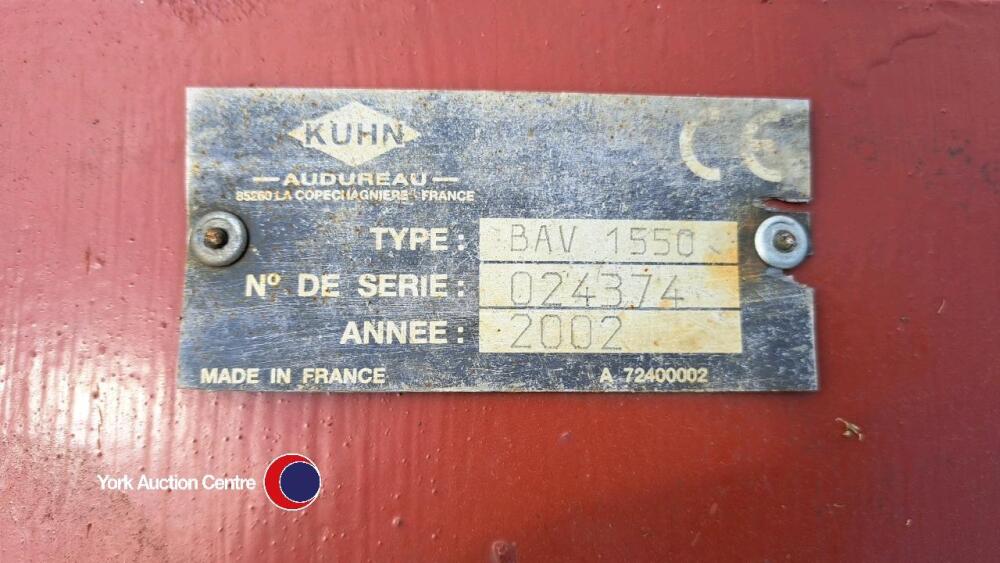 KUHN
CE
AUDUREAU
85260 LA COPECHAGNIERE - FRANCE
TYPE : BAV 1550
Nº DE SERIE : 024374
ANNEE : 2002
MADE IN FRANCE A 72400002
York Auction Centre